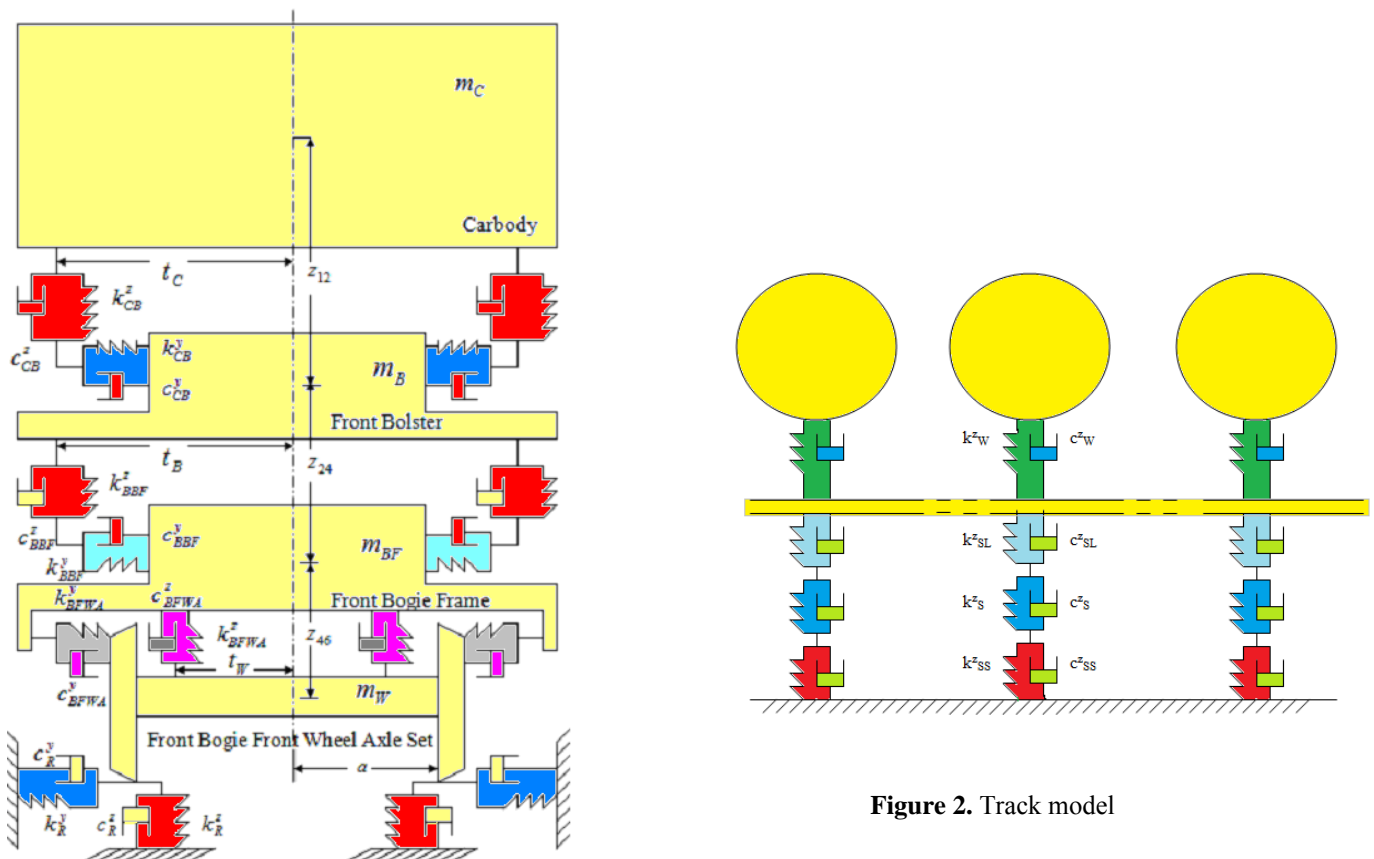 m_C
Carbody
t_C
z_12
k^z_CB
c^z_CB
k^y_CB
m_B
c^y_CB
Front Bolster
t_B
z_24
k^z_BBF
c^z_BBF
c^y_BBF
m_BF
k^y_BBF
k^y_BFWA
c^z_BFWA
Front Bogie Frame
k^z_BFWA
z_46
t_W
c^y_BFWA
m_W
Front Bogie Front Wheel Axle Set
c^y_R
a
k^y_R
c^z_R
k^z_R
k^z_W c^z_W
k^z_SL c^z_SL
k^z_S c^z_S
k^z_SS c^z_SS
Figure 2. Track model